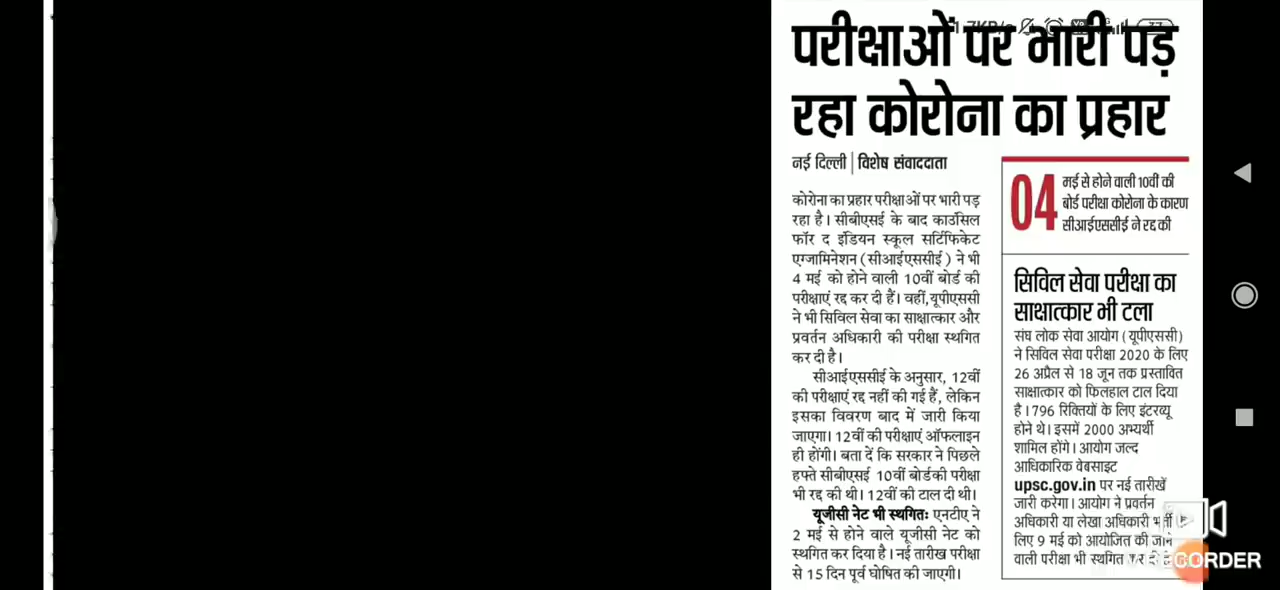 परीक्षाओं पर भारी पड़
रहा कोरोना का प्रहार
नई दिल्ली | विशेष संवाददाता
कोरोना का प्रहार परीक्षाओं पर भारी पड़
रहा है। सीबीएसई के बाद काउंसिल
फॉर द इंडियन स्कूल सर्टिफिकेट
एग्जामिनेशन (सीआईएससीई) ने भी
4 मई को होने वाली 10वीं बोर्ड की
परीक्षाएं रद्द कर दी हैं। वहीं, यूपीएससी
ने भी सिविल सेवा का साक्षात्कार और
प्रवर्तन अधिकारी की परीक्षा स्थगित
कर दी है।
सीआईएससीई के अनुसार, 12वीं
की परीक्षाएं रद्द नहीं की गई हैं, लेकिन
इसका विवरण बाद में जारी किया
जाएगा। 12वीं की परीक्षाएं ऑफलाइन
ही होंगी। बता दें कि सरकार ने पिछले
हफ्ते सीबीएसई 10वीं बोर्डकी परीक्षा
भी रद्द की थी। 12वीं की टाल दी थी।
यूजीसी नेट भी स्थगितः एनटीए ने
2 मई से होने वाले यूजीसी नेट को
स्थगित कर दिया है। नई तारीख परीक्षा
से 15 दिन पूर्व घोषित की जाएगी।
04
मई से होने वाली 10वीं की
बोर्ड परीक्षा कोरोना के कारण
सीआईएससीई ने रद्द की
सिविल सेवा परीक्षा का
साक्षात्कार भी टला
संघ लोक सेवा आयोग (यूपीएससी)
ने सिविल सेवा परीक्षा 2020 के लिए
26 अप्रैल से 18 जून तक प्रस्तावित
साक्षात्कार को फिलहाल टाल दिया
है। 796 रिक्तियों के लिए इंटरव्यू
होने थे। इसमें 2000 अभ्यर्थी
शामिल होंगे। आयोग जल्द
आधिकारिक वेबसाइट
upsc.gov.in पर नई तारीखें
जारी करेगा। आयोग ने प्रवर्तन
अधिकारी या लेखा अधिकारी
लिए 9 मई को आयोजित की जाने
वाली परीक्षा भी स्थगित
RECORDER